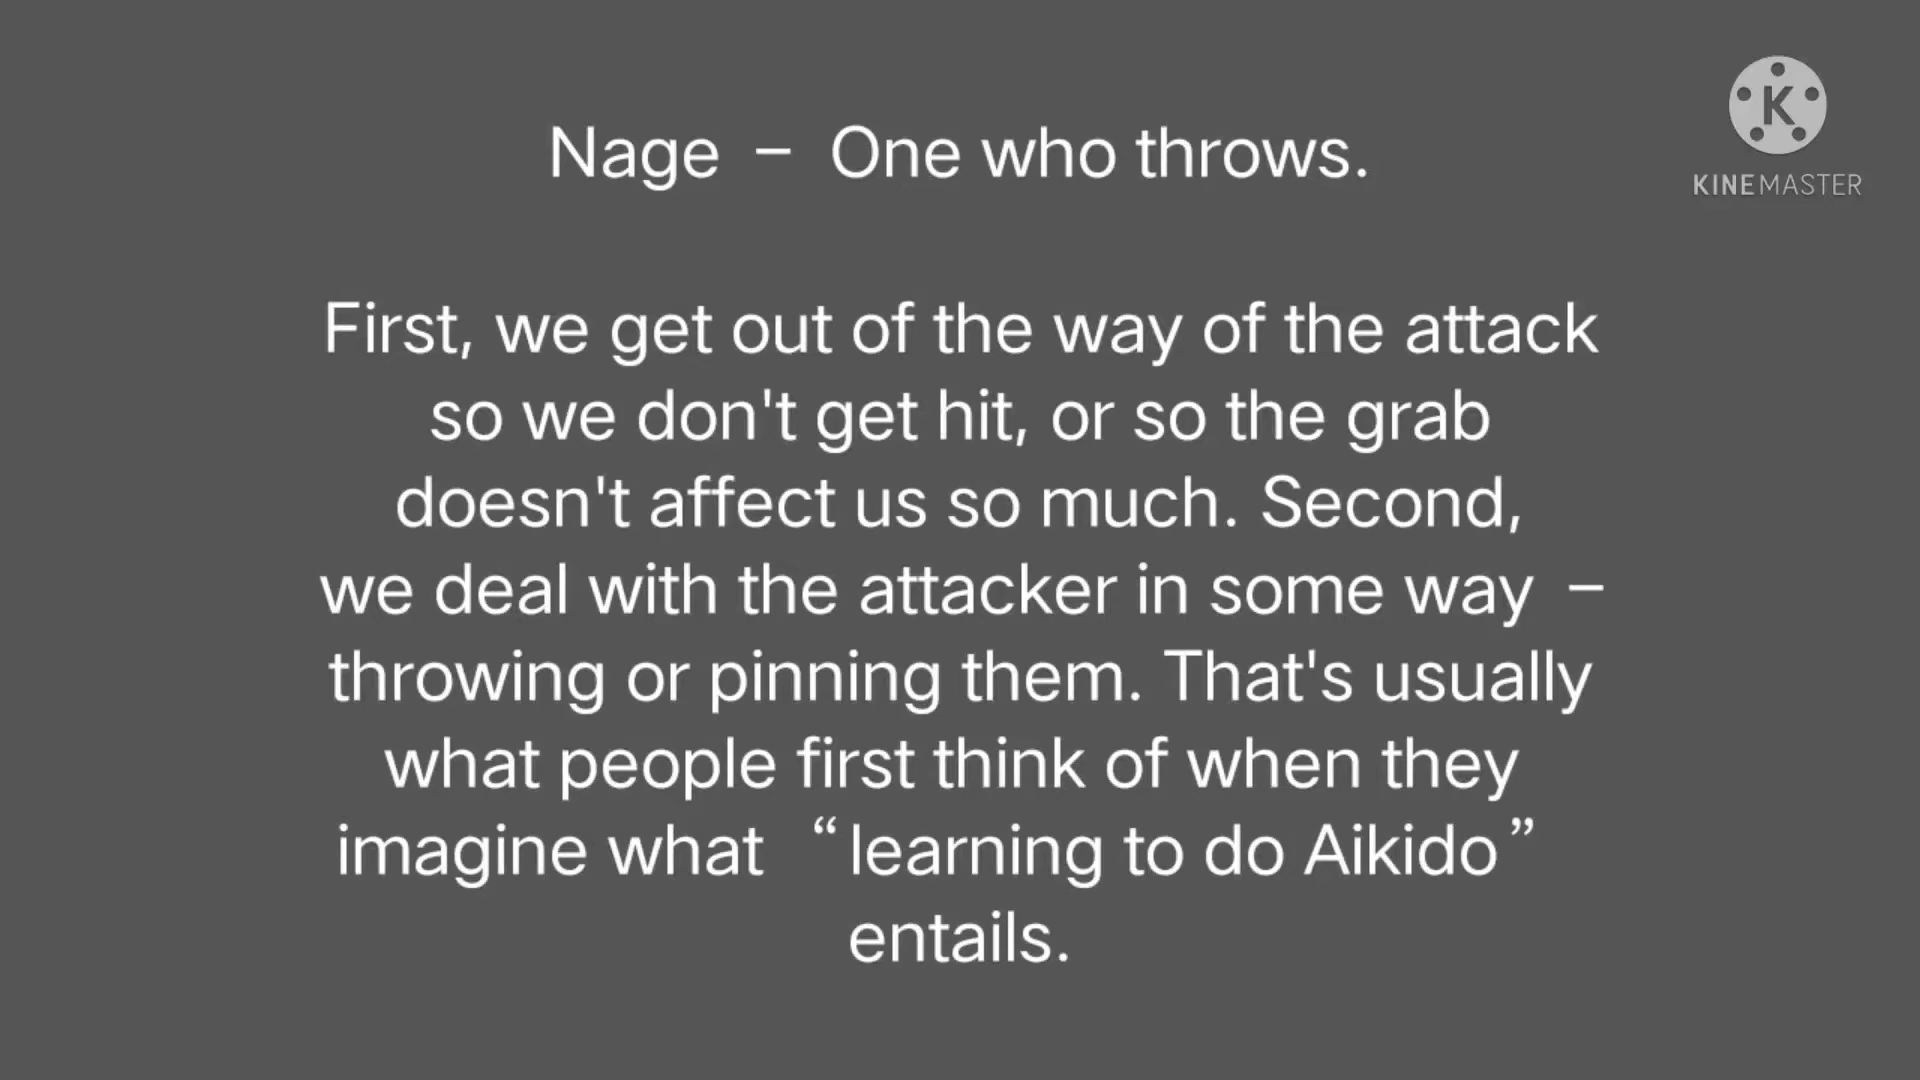 Nage – One who throws.
First, we get out of the way of the attack
so we don't get hit, or so the grab
doesn't affect us so much. Second,
we deal with the attacker in some way –
throwing or pinning them. That's usually
what people first think of when they
imagine what “learning to do Aikido”
entails.
K
KINEMASTER